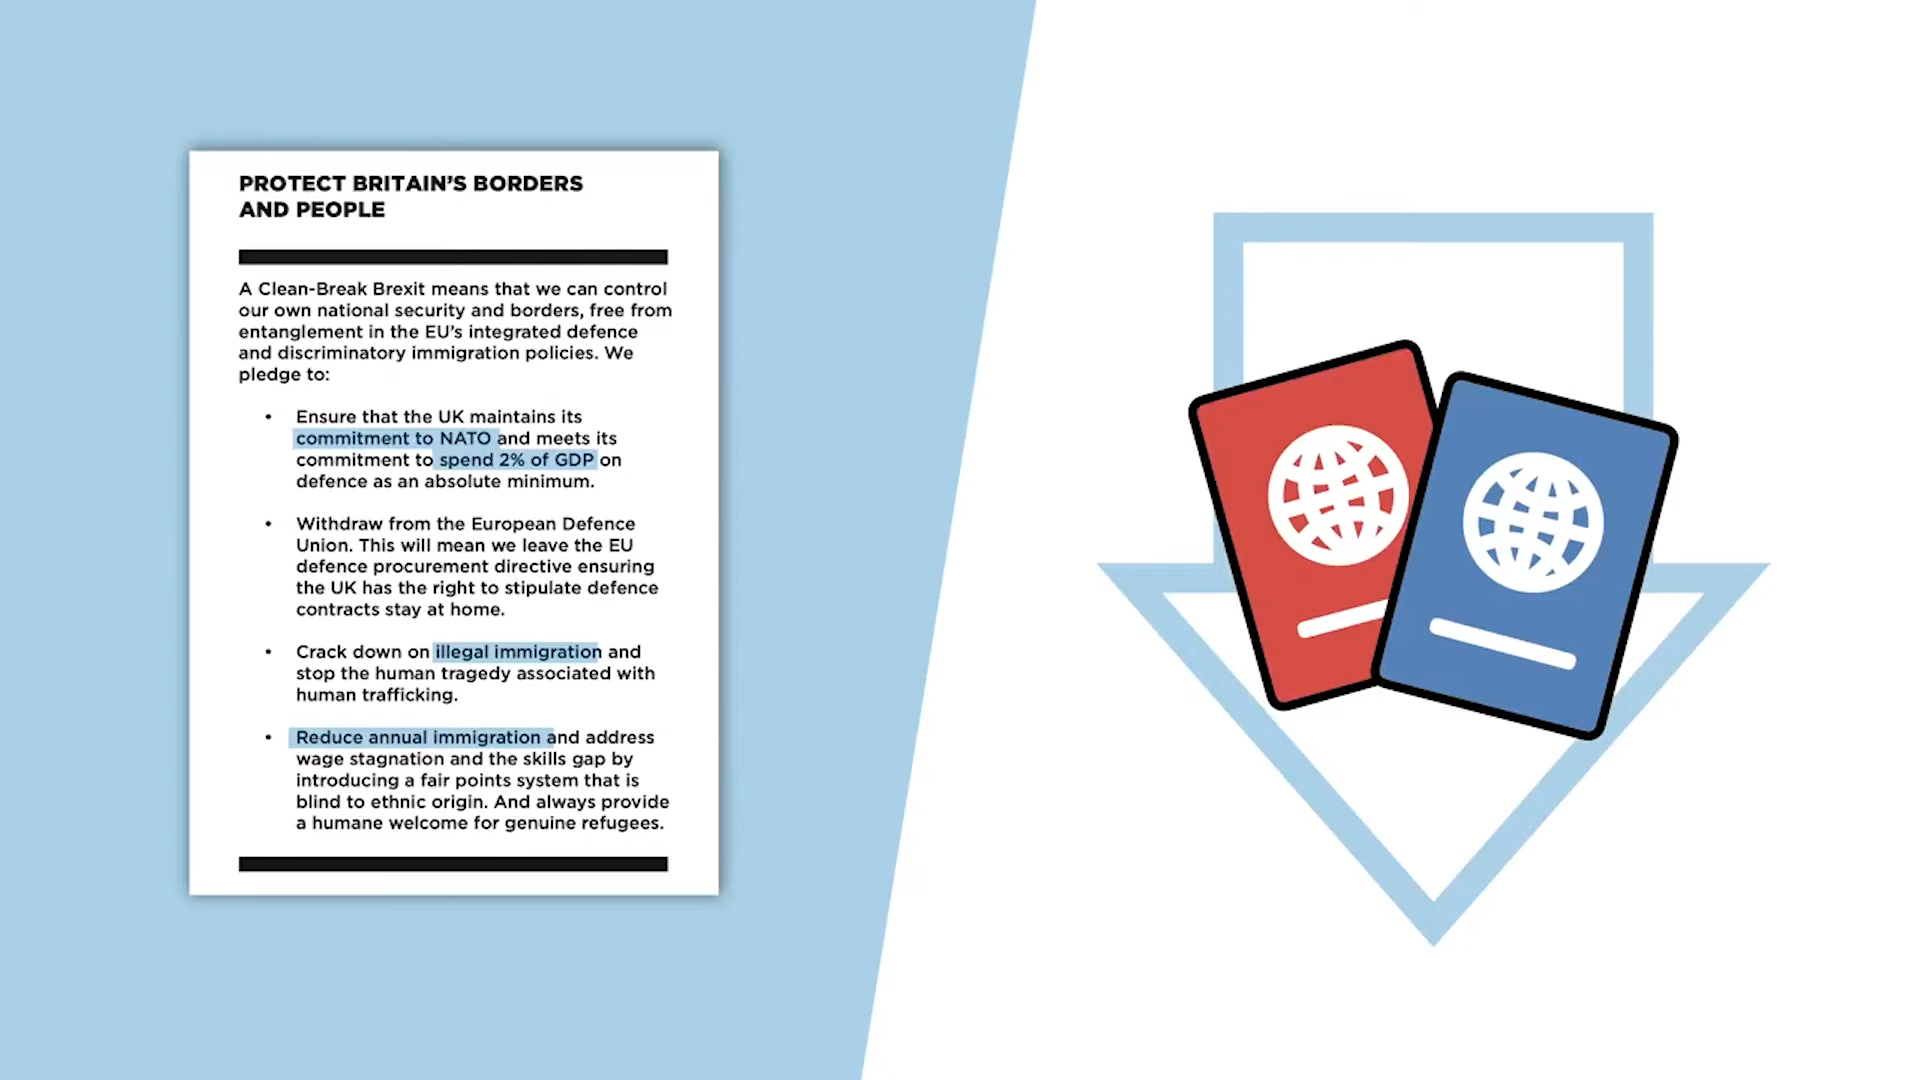 PROTECT BRITAIN’S BORDERS
AND PEOPLE
A Clean-Break Brexit means that we can control
our own national security and borders, free from
entanglement in the EU’s integrated defence
and discriminatory immigration policies. We
pledge to:
• Ensure that the UK maintains its
commitment to NATO and meets its
commitment to spend 2% of GDP on
defence as an absolute minimum.
• Withdraw from the European Defence
Union. This will mean we leave the EU
defence procurement directive ensuring
the UK has the right to stipulate defence
contracts stay at home.
• Crack down on illegal immigration and
stop the human tragedy associated with
human trafficking.
• Reduce annual immigration and address
wage stagnation and the skills gap by
introducing a fair points system that is
blind to ethnic origin. And always provide
a humane welcome for genuine refugees.